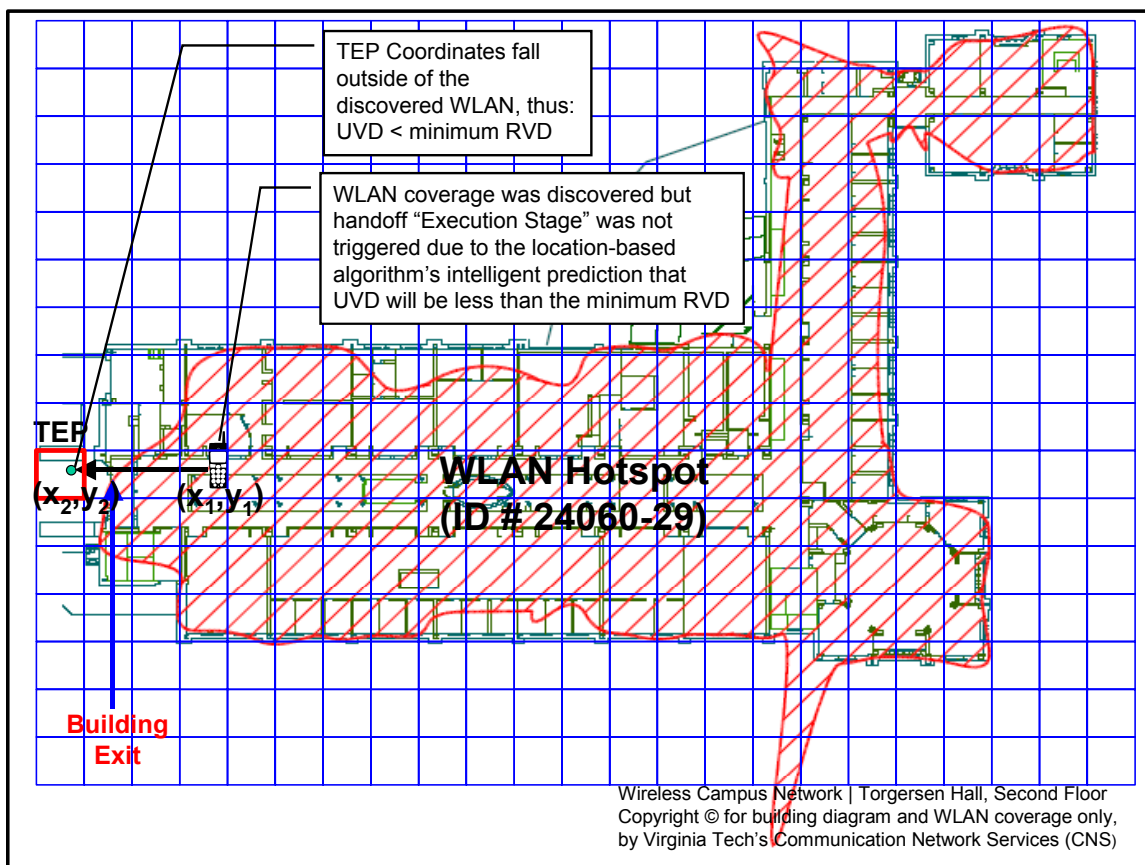 TEP Coordinates fall
outside of the
discovered WLAN, thus:
UVD < minimum RVD
WLAN coverage was discovered but
handoff “Execution Stage” was not
triggered due to the location-based
algorithm’s intelligent prediction that
UVD will be less than the minimum RVD
TEP
(x₂,y₂)
(x₁,y₁)
WLAN Hotspot
(ID # 24060-29)
Building
Exit
Wireless Campus Network | Torgersen Hall, Second Floor
Copyright © for building diagram and WLAN coverage only,
by Virginia Tech’s Communication Network Services (CNS)